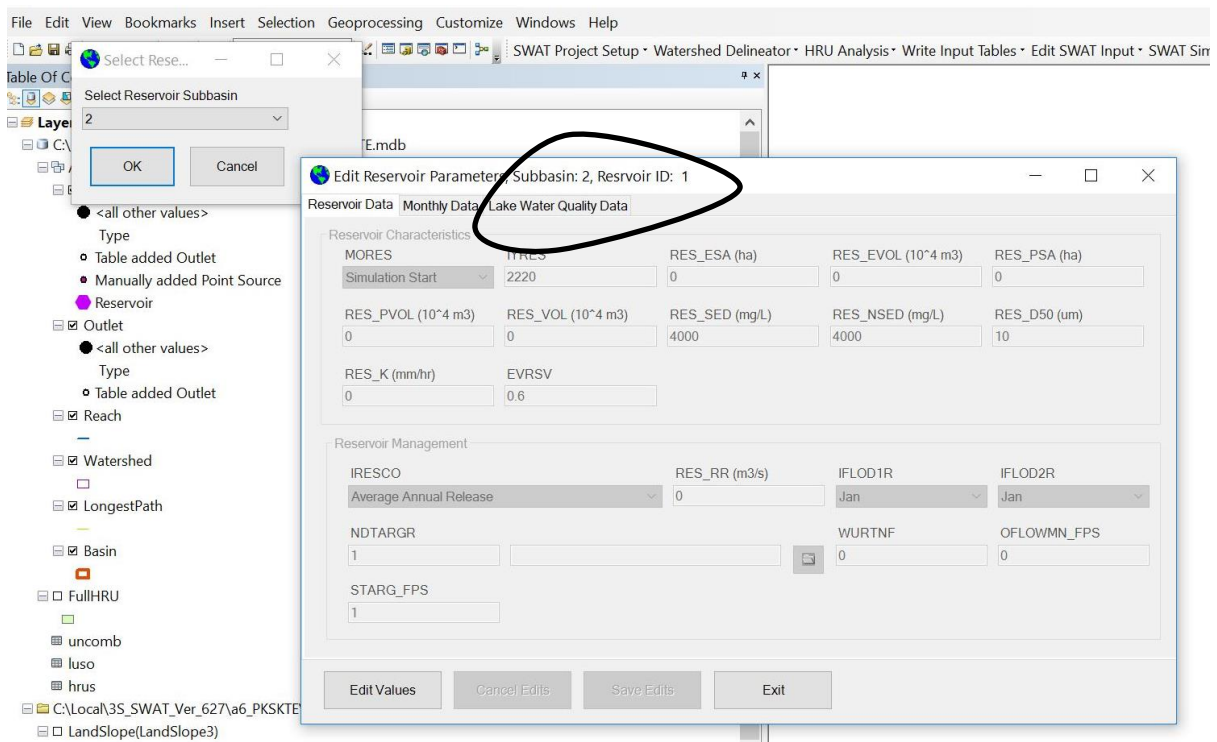 File Edit View Bookmarks Insert Selection Geoprocessing Customize Windows Help
SWAT Project Setup Watershed Delineator HRU Analysis Write Input Tables Edit SWAT Input SWAT Sim
Select Rese...
Table Of C
Select Reservoir Subbasin
2
OK Cancel
Laye
C:\ TE.mdb
<all other values>
Type
Table added Outlet
Manually added Point Source
Reservoir
Outlet
<all other values>
Type
Table added Outlet
Reach
Watershed
LongestPath
Basin
FullHRU
uncomb
luso
hrus
C:\Local\3S_SWAT_Ver_627\a6_PKSKTE
LandSlope(LandSlope3)
Edit Reservoir Parameters, Subbasin: 2, Resrvoir ID: 1
Reservoir Data Monthly Data Lake Water Quality Data
Reservoir Characteristics
MORES IYRES RES_ESA (ha) RES_EVOL (10^4 m3) RES_PSA (ha)
Simulation Start 2220 0 0 0
RES_PVOL (10^4 m3) RES_VOL (10^4 m3) RES_SED (mg/L) RES_NSED (mg/L) RES_D50 (um)
0 0 4000 4000 10
RES_K (mm/hr) EVRSV
0 0.6
Reservoir Management
IRESCO RES_RR (m3/s) IFLOD1R IFLOD2R
Average Annual Release 0 Jan Jan
NDTARGR WURTNF OFLOWMN_FPS
1 0 0
STARG_FPS
1
Edit Values Cancel Edits Save Edits Exit